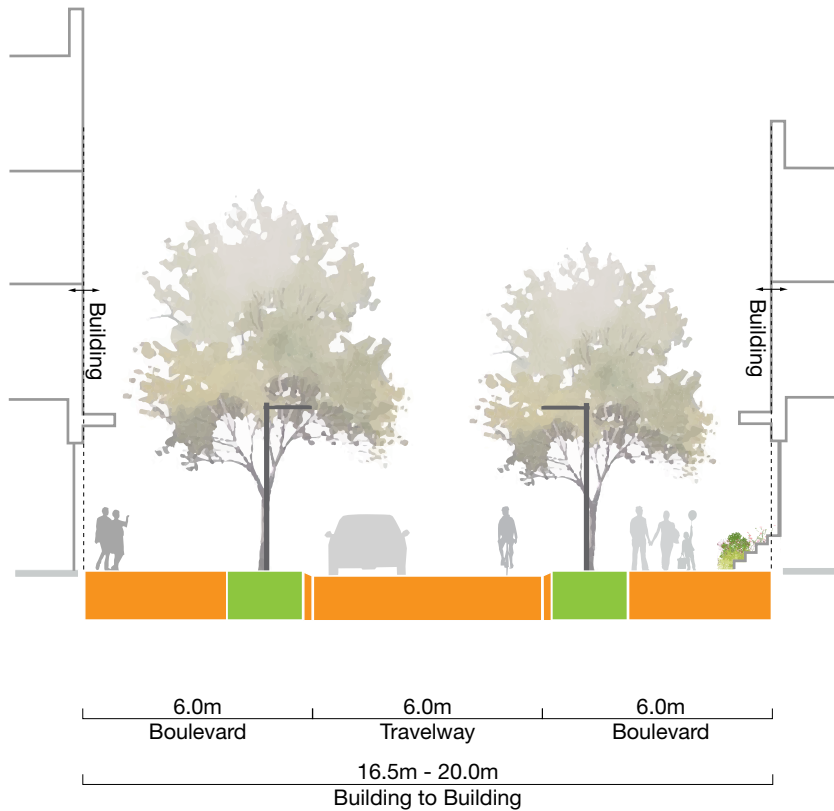 Building
Building
6.0m
Boulevard
6.0m
Travelway
6.0m
Boulevard
16.5m - 20.0m
Building to Building